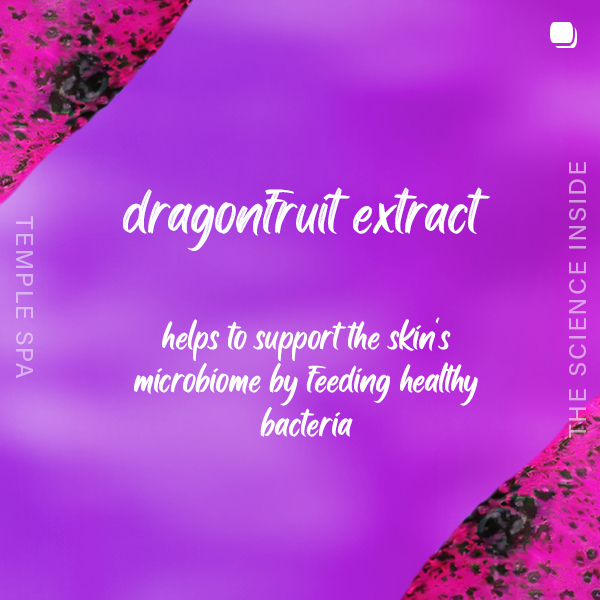 dragonfruit extract
TEMPLE SPA
THE SCIENCE INSIDE
helps to support the skin's
microbiome by feeding healthy
bacteria